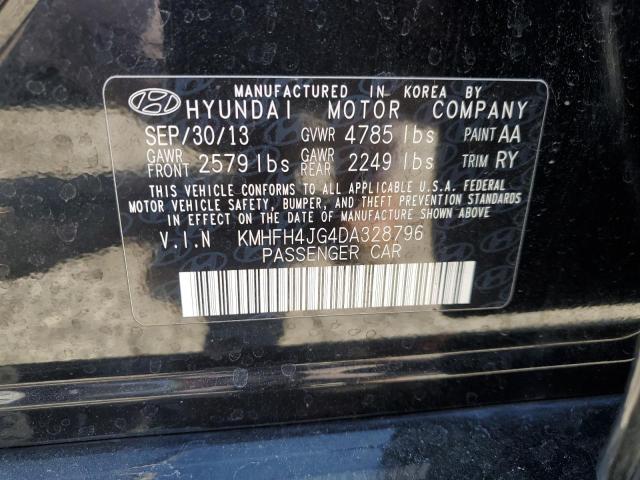 MANUFACTURED IN KOREA BY
HYUNDAI MOTOR COMPANY
SEP/30/13 GVWR 4785 lbs PAINT AA
GAWR FRONT 2579 lbs GAWR REAR 2249 lbs TRIM RY
THIS VEHICLE CONFORMS TO ALL APPLICABLE U.S.A. FEDERAL
MOTOR VEHICLE SAFETY, BUMPER, AND THEFT PREVENTION STANDARDS
IN EFFECT ON THE DATE OF MANUFACTURE SHOWN ABOVE.
V.I.N KMHFH4JG4DA328796
PASSENGER CAR